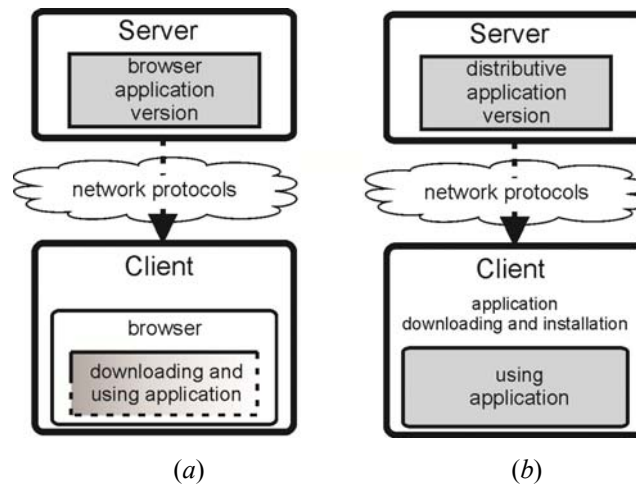 Server
browser
application
version
network protocols
Client
browser
downloading and
using application
(a)
Server
distributive
application
version
network protocols
Client
application
downloading and installation
using
application
(b)